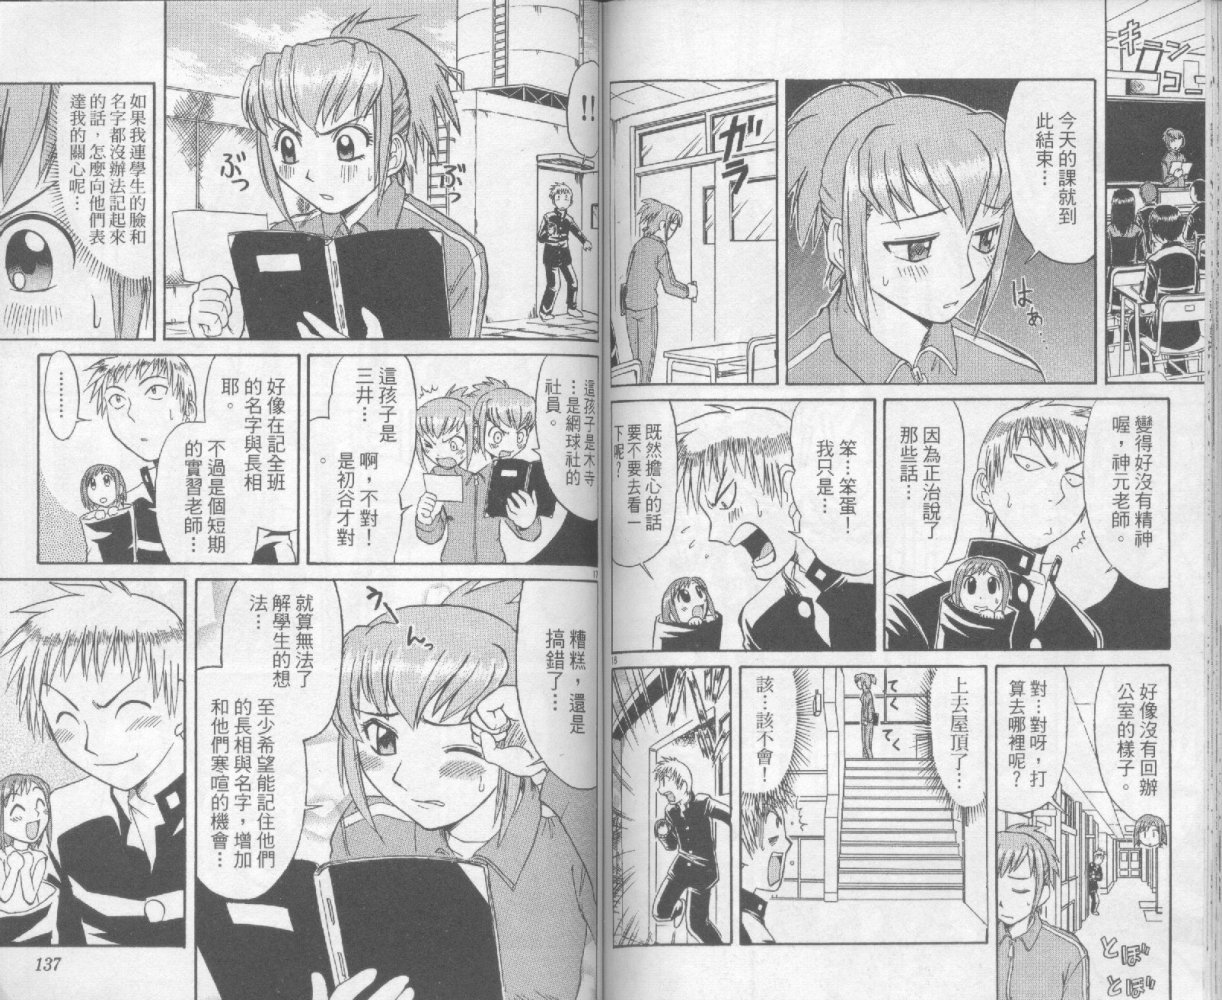 キーンコーン
今天的課就到
此結束…
はぁ…
ガラ
變得好沒有精神
喔，神元老師。
因為正治說了
那些話…
笨…笨蛋！
我只是…
既然擔心的話
要不要去看一
下呢？
好像沒有回辦
公室的樣子。
對…對呀，打
算去哪裡呢？
とぼ
とぼ
上去屋頂了…
てく
てく
該…該不會！
16
!!
ぶっ
ぶっ
如果我連學生的臉和
名字都沒辦法記起來
的話，怎麼向他們表
達我的關心呢…
這孩子是木寺
…是網球社的
社員。
這孩子是
三井…
啊，不對！
是初谷才對
。
好像在記全班
的名字與長相
耶。
不過是個短期
的實習老師…
………
17
糟糕，還是
搞錯了…
うーん
就算無法了
解學生的想
法…
至少希望能記住他們
的長相與名字，增加
和他們寒暄的機會…
137